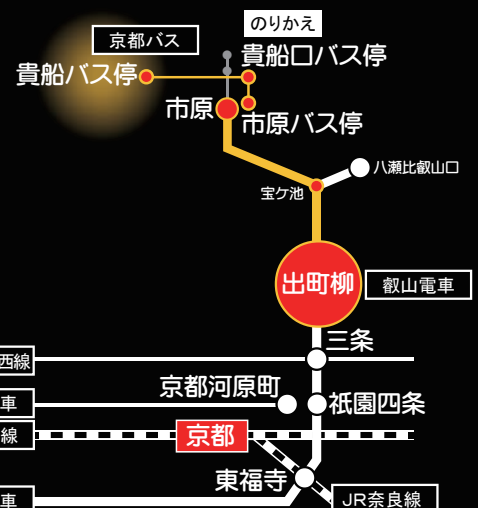 のりかえ
京都バス
貴船口バス停
貴船バス停
市原
市原バス停
八瀬比叡山口
宝ケ池
出町柳
叡山電車
三条
西線
京都河原町
祇園四条
車
線
京都
東福寺
車
JR奈良線